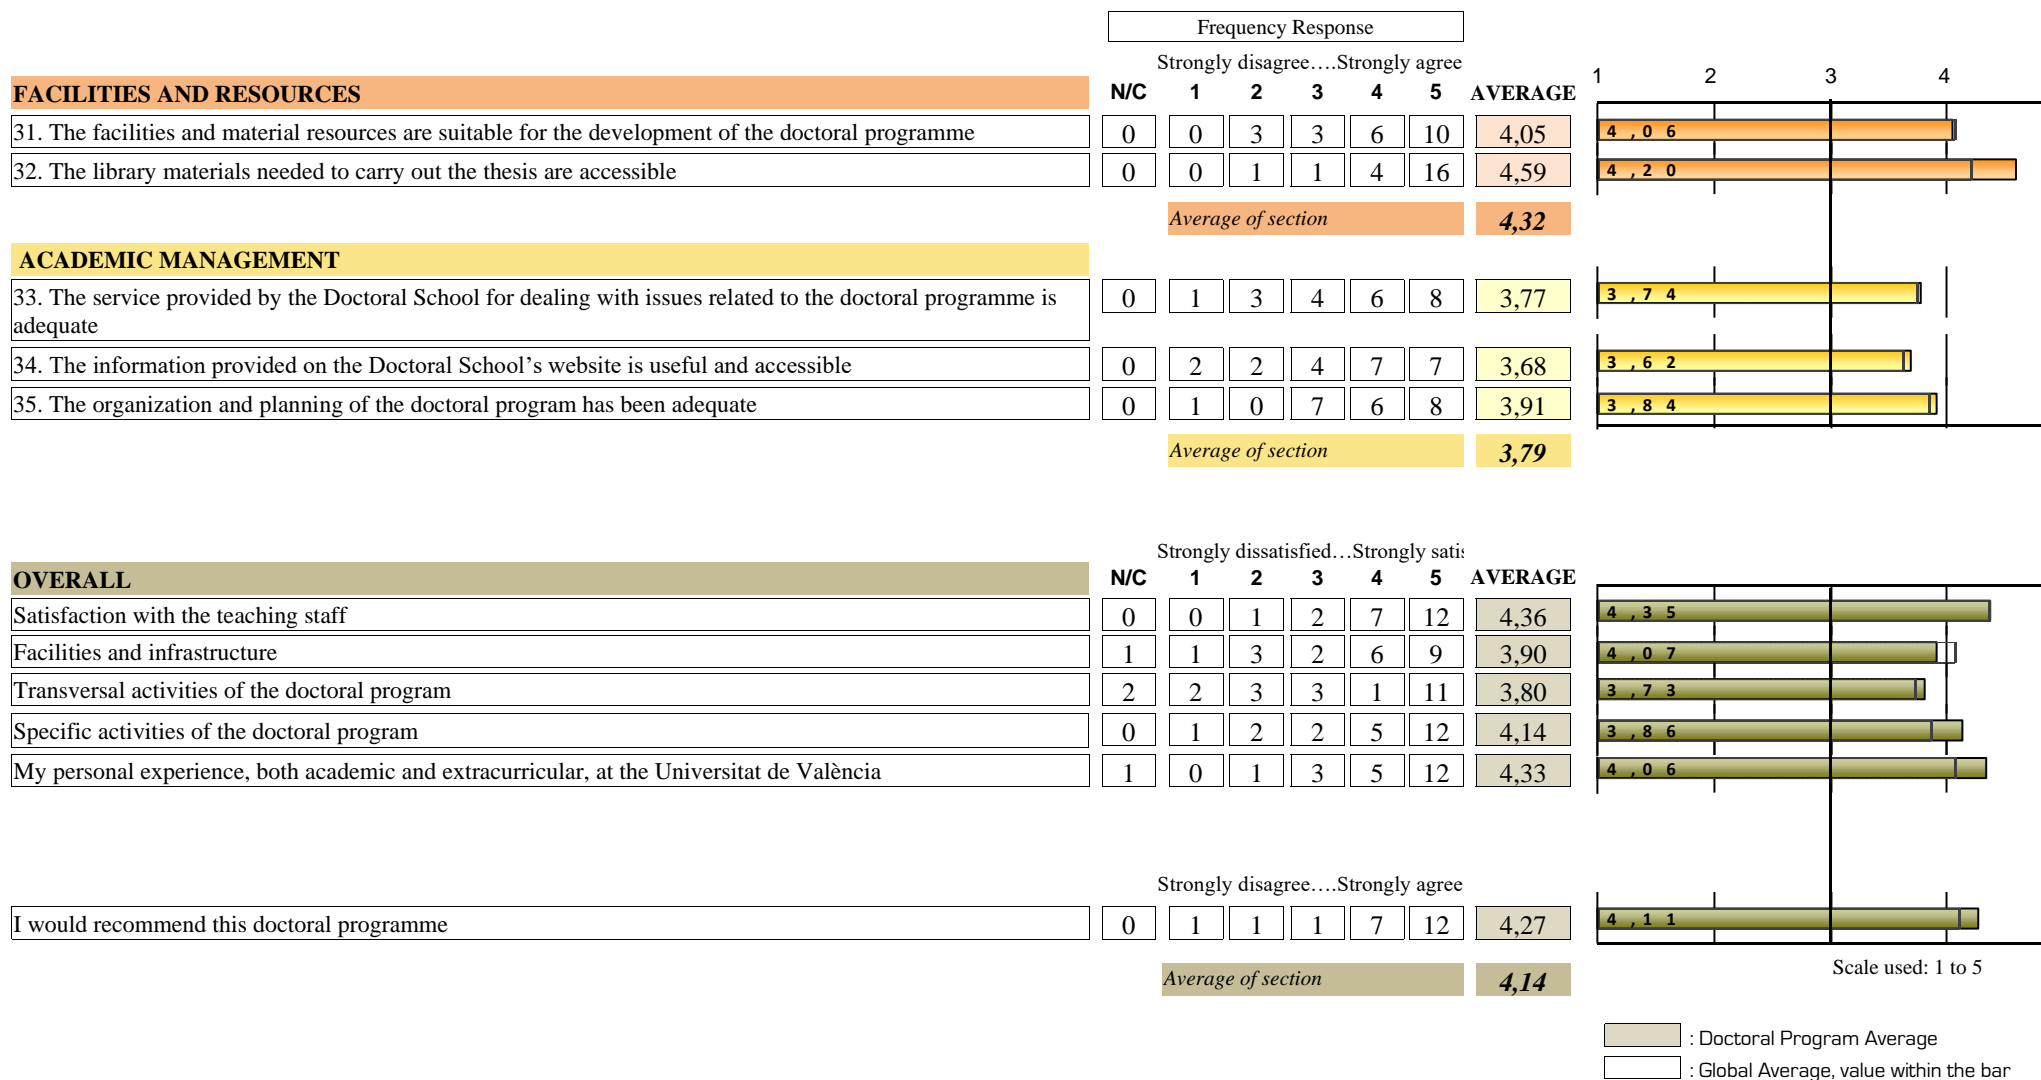 Frequency Response
Strongly disagree….Strongly agree
1 2 3 4
FACILITIES AND RESOURCES N/C 1 2 3 4 5 AVERAGE
31. The facilities and material resources are suitable for the development of the doctoral programme 0 0 3 3 6 10 4,05 4,06
32. The library materials needed to carry out the thesis are accessible 0 0 1 1 4 16 4,59 4,20
Average of section 4,32
ACADEMIC MANAGEMENT
33. The service provided by the Doctoral School for dealing with issues related to the doctoral programme is 0 1 3 4 6 8 3,77 3,74
adequate
34. The information provided on the Doctoral School’s website is useful and accessible 0 2 2 4 7 7 3,68 3,62
35. The organization and planning of the doctoral program has been adequate 0 1 0 7 6 8 3,91 3,84
Average of section 3,79
Strongly dissatisfied…Strongly satis
OVERALL N/C 1 2 3 4 5 AVERAGE
Satisfaction with the teaching staff 0 0 1 2 7 12 4,36 4,35
Facilities and infrastructure 1 1 3 2 6 9 3,90 4,07
Transversal activities of the doctoral program 2 2 3 3 1 11 3,80 3,73
Specific activities of the doctoral program 0 1 2 2 5 12 4,14 3,86
My personal experience, both academic and extracurricular, at the Universitat de València 1 0 1 3 5 12 4,33 4,06
Strongly disagree….Strongly agree
I would recommend this doctoral programme 0 1 1 1 7 12 4,27 4,11
Scale used: 1 to 5
Average of section 4,14
: Doctoral Program Average
: Global Average, value within the bar